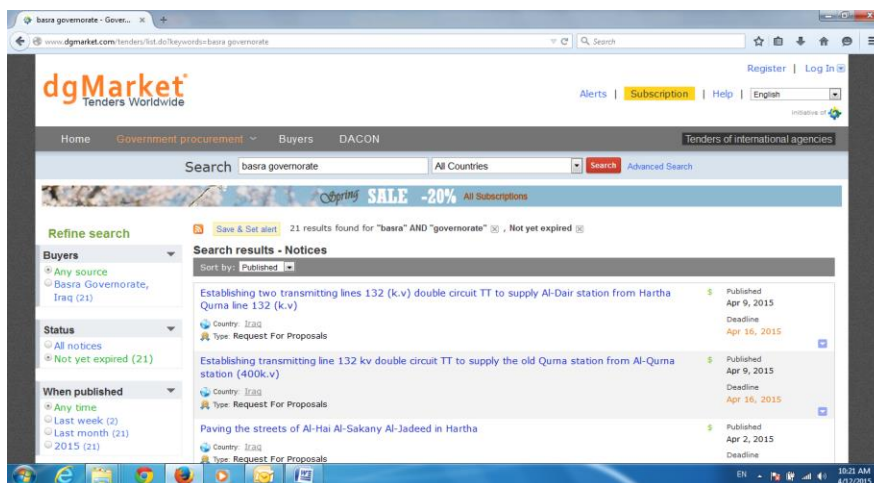 basra governorate - Gover...
www.dgmarket.com/tenders/list.do?keywords=basra governorate
Search
Register | Log In
dgMarket
Tenders Worldwide
Alerts | Subscription | Help | English
initiative of
Home Government procurement Buyers DACON Tenders of international agencies
Search basra governorate All Countries Search Advanced Search
Spring SALE -20% All Subscriptions
Refine search
Save & Set alert 21 results found for "basra" AND "governorate" , Not yet expired
Search results - Notices
Sort by: Published
Buyers
Any source
Basra Governorate,
Iraq (21)
Status
All notices
Not yet expired (21)
When published
Any time
Last week (2)
Last month (21)
2015 (21)
Establishing two transmitting lines 132 (k.v) double circuit TT to supply Al-Dair station from Hartha
Qurna line 132 (k.v)
Country: Iraq
Type: Request For Proposals
$ Published
Apr 9, 2015
Deadline
Apr 16, 2015
Establishing transmitting line 132 kv double circuit TT to supply the old Qurna station from Al-Qurna
station (400k.v)
Country: Iraq
Type: Request For Proposals
$ Published
Apr 9, 2015
Deadline
Apr 16, 2015
Paving the streets of Al-Hai Al-Sakany Al-Jadeed in Hartha
Country: Iraq
Type: Request For Proposals
$ Published
Apr 2, 2015
Deadline
EN
10:21 AM
4/12/2015